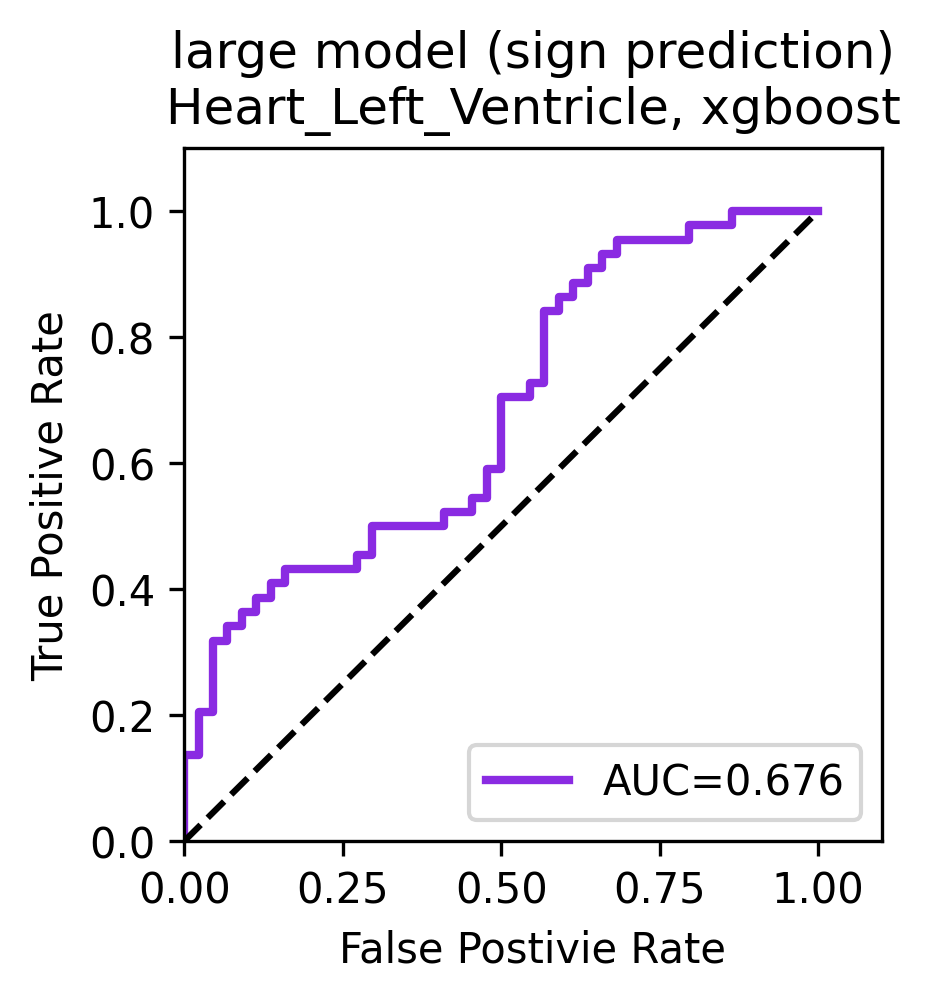 large model (sign prediction)
Heart_Left_Ventricle, xgboost
1.0
0.8
0.6
0.4
0.2
0.0
True Positive Rate
AUC=0.676
0.00 0.25 0.50 0.75 1.00
False Postivie Rate